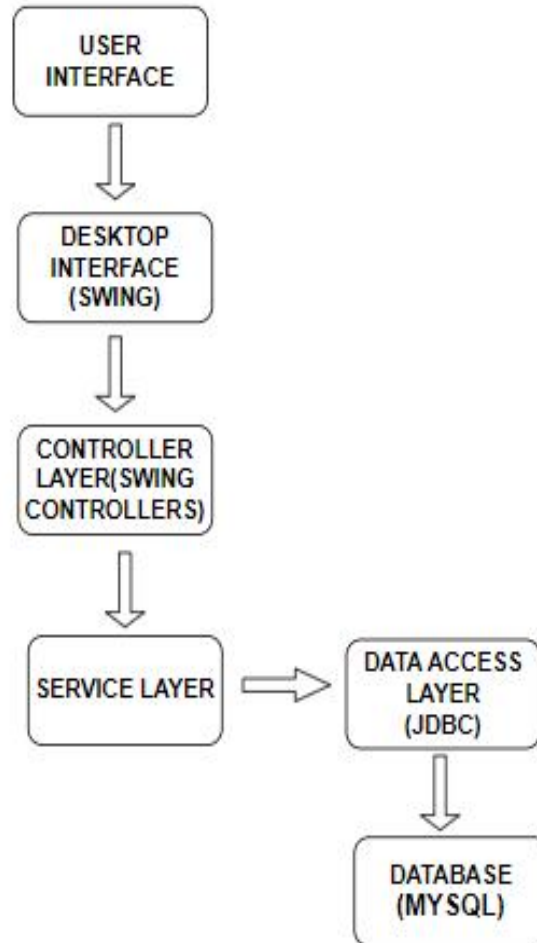 USER
INTERFACE
DESKTOP
INTERFACE
(SWING)
CONTROLLER
LAYER(SWING
CONTROLLERS)
SERVICE LAYER
DATA ACCESS
LAYER
(JDBC)
DATABASE
(MYSQL)